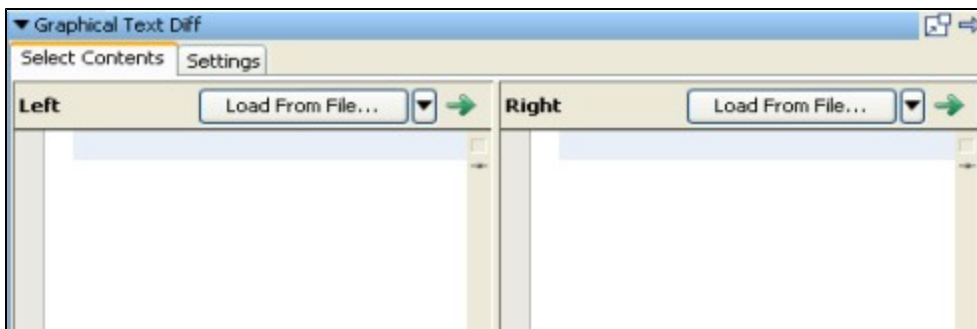 Graphical Text Diff
Select Contents Settings
Left Load From File... Right Load From File...